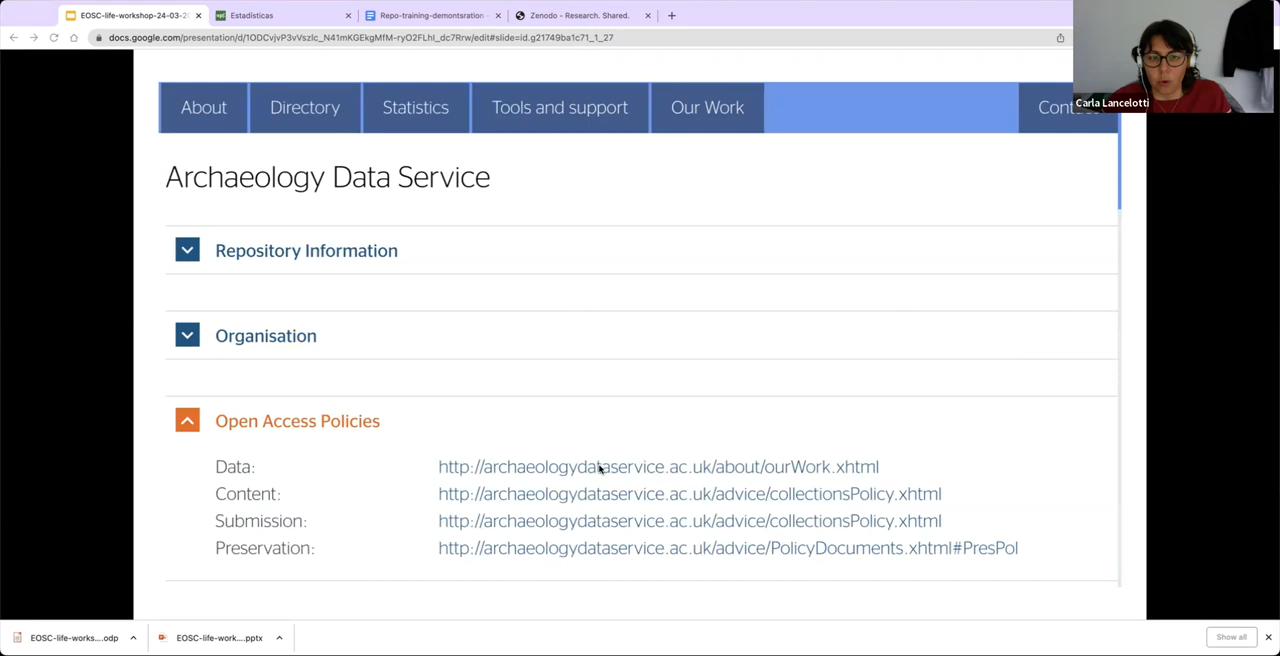 EOSC-life-workshop-24-03-20
Estadísticas
Repo-training-demontsration -
Zenodo - Research. Shared.
docs.google.com/presentation/d/1ODCvjvP3vVszlc_N41mKGEkgMfM-ryO2FLhI_dc7Rrw/edit#slide=id.g21749ba1c71_1_27
Carla Lancelotti
About
Directory
Statistics
Tools and support
Our Work
Archaeology Data Service
Repository Information
Organisation
Open Access Policies
Data: http://archaeologydataservice.ac.uk/about/ourWork.xhtml
Content: http://archaeologydataservice.ac.uk/advice/collectionsPolicy.xhtml
Submission: http://archaeologydataservice.ac.uk/advice/collectionsPolicy.xhtml
Preservation: http://archaeologydataservice.ac.uk/advice/PolicyDocuments.xhtml#PresPol
EOSC-life-works....odp
EOSC-life-work....pptx
Show all